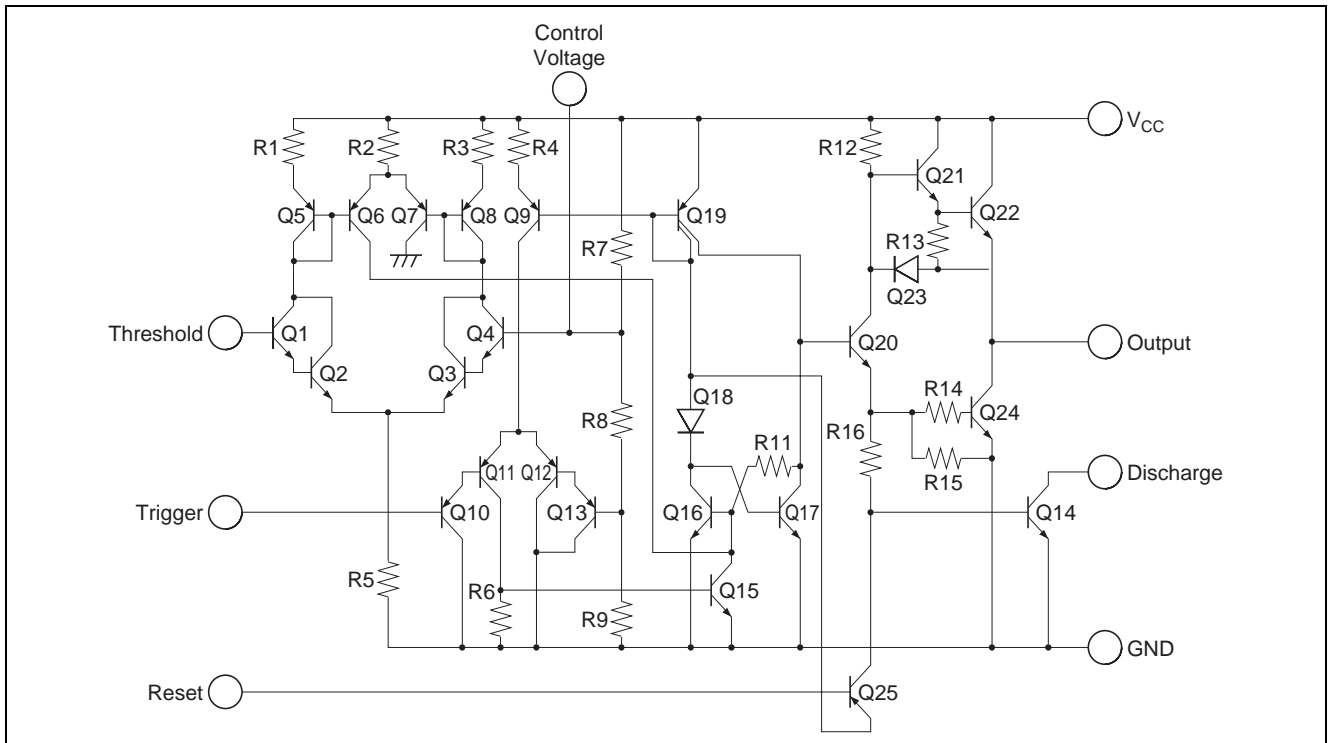 Control
Voltage
V_CC
R1
R2
R3
R4
R12
Q21
Q5
Q6
Q7
Q8
Q9
Q19
Q22
R7
R13
Q23
Threshold
Q1
Q4
Q20
Output
Q2
Q3
Q18
R14
Q24
R8
R16
R11
R15
Discharge
Q11
Q12
Trigger
Q10
Q13
Q16
Q17
Q14
R5
R6
Q15
R9
GND
Reset
Q25